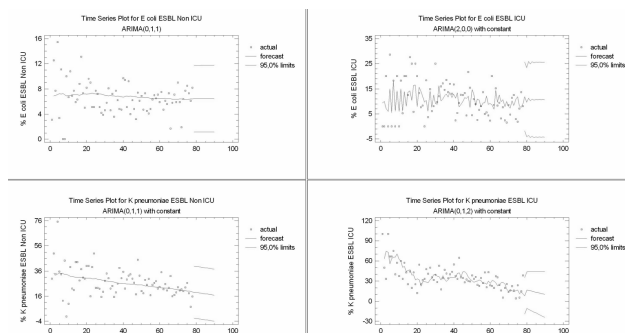 Time Series Plot for E coli ESBL Non ICU
ARIMA(0,1,1)
% E coli ESBL Non ICU
16
12
8
4
0
0 20 40 60 80 100
actual
forecast
95,0% limits
Time Series Plot for E coli ESBL ICU
ARIMA(2,0,0) with constant
% E coli ESBL ICU
35
25
15
5
-5
0 20 40 60 80 100
actual
forecast
95,0% limits
Time Series Plot for K pneumoniae ESBL Non ICU
ARIMA(0,1,1) with constant
% K pneumoniae ESBL Non ICU
76
56
36
16
-4
0 20 40 60 80 100
actual
forecast
95,0% limits
Time Series Plot for K pneumoniae ESBL ICU
ARIMA(0,1,2) with constant
% K pneumoniae ESBL ICU
120
90
60
30
0
-30
0 20 40 60 80 100
actual
forecast
95,0% limits